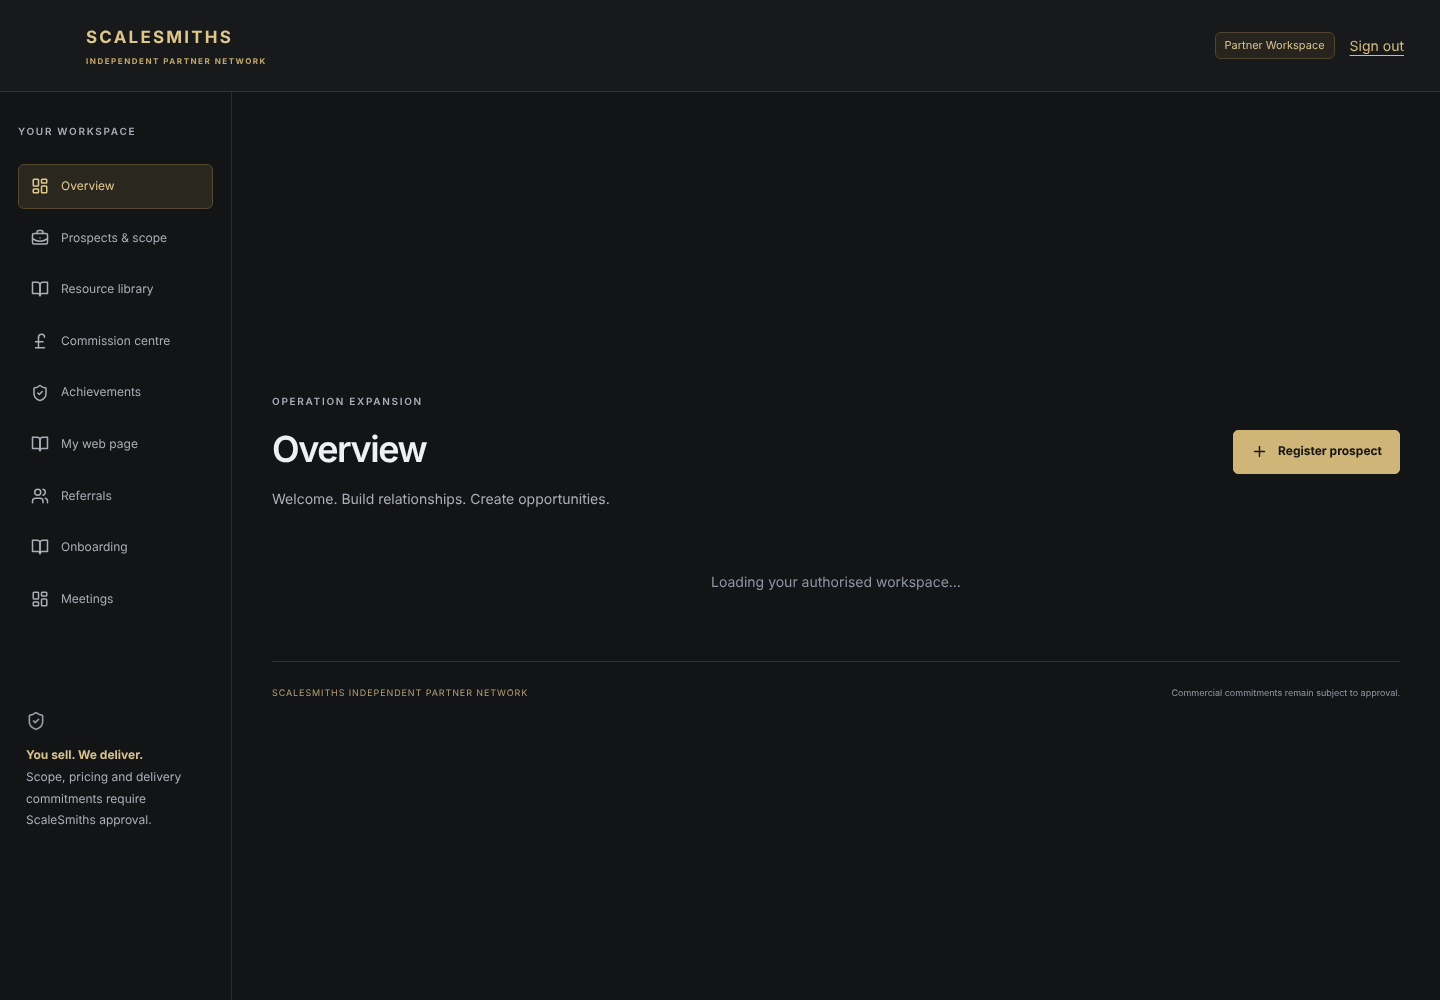 SCALESMITHS
INDEPENDENT PARTNER NETWORK
Partner Workspace
Sign out
YOUR WORKSPACE
Overview
Prospects & scope
Resource library
Commission centre
Achievements
My web page
Referrals
Onboarding
Meetings
You sell. We deliver.
Scope, pricing and delivery
commitments require
ScaleSmiths approval.
OPERATION EXPANSION
Overview
Register prospect
Welcome. Build relationships. Create opportunities.
Loading your authorised workspace...
SCALESMITHS INDEPENDENT PARTNER NETWORK
Commercial commitments remain subject to approval.